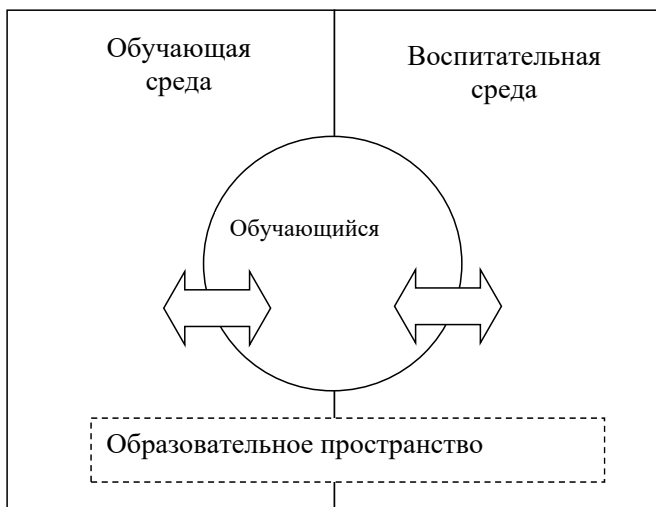 Обучающая
среда
Воспитательная
среда
Обучающийся
Образовательное пространство